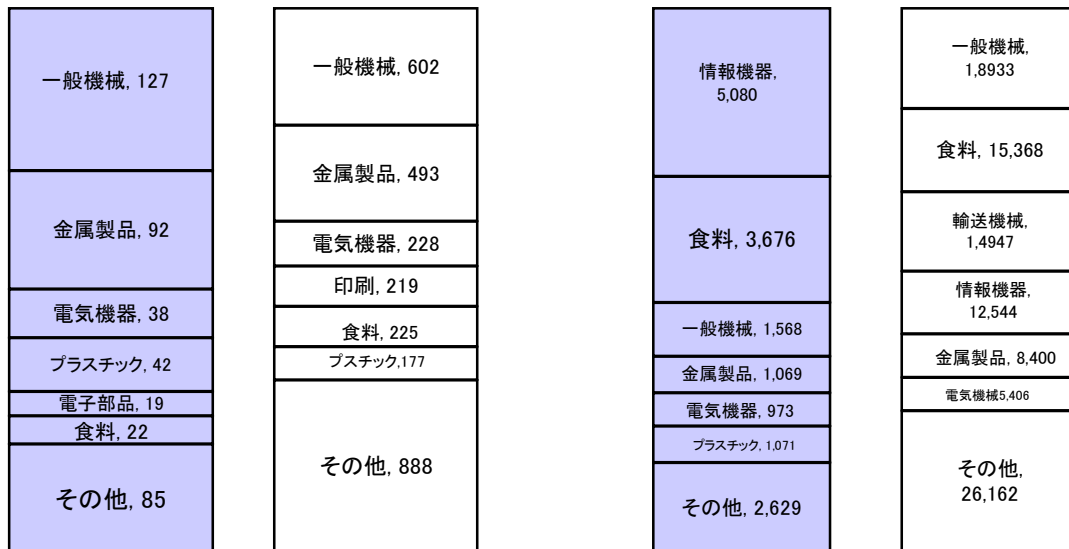 一般機械, 127
金属製品, 92
電気機器, 38
プラスチック, 42
電子部品, 19
食料, 22
その他, 85
一般機械, 602
金属製品, 493
電気機器, 228
印刷, 219
食料, 225
プスチック,177
その他, 888
情報機器,
5,080
食料, 3,676
一般機械, 1,568
金属製品, 1,069
電気機器, 973
プラスチック, 1,071
その他, 2,629
一般機械,
1,8933
食料, 15,368
輸送機械,
1,4947
情報機器,
12,544
金属製品, 8,400
電気機械5,406
その他,
26,162